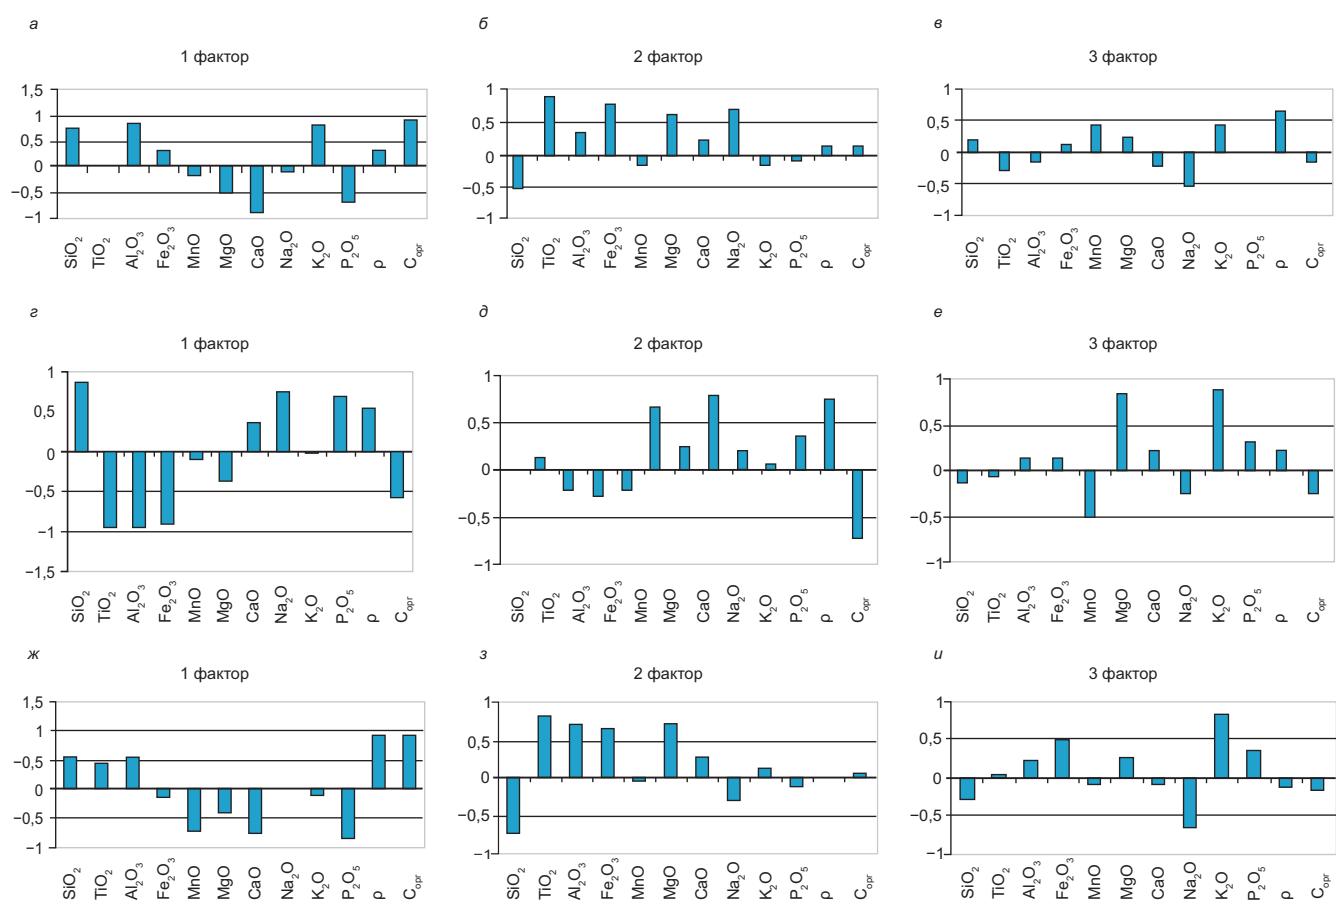 а
1 фактор
1,5
1
0,5
0
−0,5
−1
SiO2
TiO2
Al2O3
Fe2O3
MnO
MgO
CaO
Na2O
K2O
P2O5
ρ
Cорг
б
2 фактор
1
0,5
0
−0,5
−1
SiO2
TiO2
Al2O3
Fe2O3
MnO
MgO
CaO
Na2O
K2O
P2O5
ρ
Cорг
в
3 фактор
1
0,5
0
−0,5
−1
SiO2
TiO2
Al2O3
Fe2O3
MnO
MgO
CaO
Na2O
K2O
P2O5
ρ
Cорг
г
1 фактор
1
0,5
0
−0,5
−1
−1,5
SiO2
TiO2
Al2O3
Fe2O3
MnO
MgO
CaO
Na2O
K2O
P2O5
ρ
Cорг
д
2 фактор
1
0,5
0
−0,5
−1
SiO2
TiO2
Al2O3
Fe2O3
MnO
MgO
CaO
Na2O
K2O
P2O5
ρ
Cорг
е
3 фактор
1
0,5
0
−0,5
−1
SiO2
TiO2
Al2O3
Fe2O3
MnO
MgO
CaO
Na2O
K2O
P2O5
ρ
Cорг
ж
1 фактор
1,5
1
−0,5
0
−0,5
−1
SiO2
TiO2
Al2O3
Fe2O3
MnO
MgO
CaO
Na2O
K2O
P2O5
ρ
Cорг
з
2 фактор
1
0,5
0
−0,5
−1
SiO2
TiO2
Al2O3
Fe2O3
MnO
MgO
CaO
Na2O
K2O
P2O5
ρ
Cорг
и
3 фактор
1
0,5
0
−0,5
−1
SiO2
TiO2
Al2O3
Fe2O3
MnO
MgO
CaO
Na2O
K2O
P2O5
ρ
Cорг